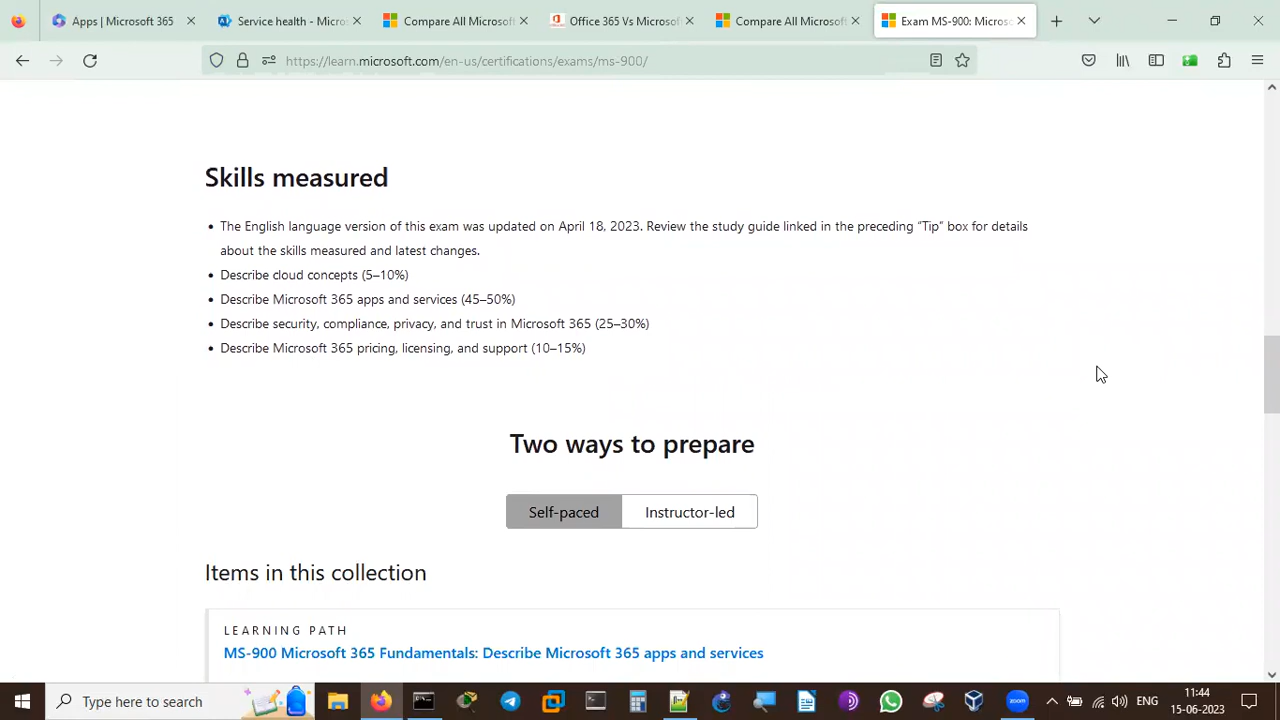 Apps | Microsoft 365
Service health - Micros
Compare All Microsof
Office 365 Vs Microsof
Compare All Microsof
Exam MS-900: Micros
https://learn.microsoft.com/en-us/certifications/exams/ms-900/
Skills measured
• The English language version of this exam was updated on April 18, 2023. Review the study guide linked in the preceding “Tip” box for details
about the skills measured and latest changes.
• Describe cloud concepts (5–10%)
• Describe Microsoft 365 apps and services (45–50%)
• Describe security, compliance, privacy, and trust in Microsoft 365 (25–30%)
• Describe Microsoft 365 pricing, licensing, and support (10–15%)
Two ways to prepare
Self-paced
Instructor-led
Items in this collection
LEARNING PATH
MS-900 Microsoft 365 Fundamentals: Describe Microsoft 365 apps and services
Type here to search
zoom
ENG
11:44
15-06-2023